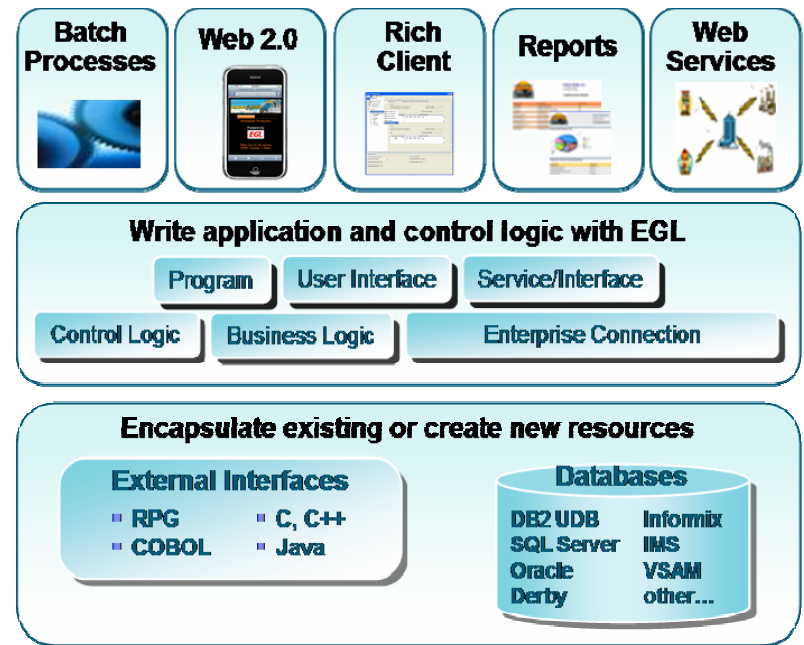 Batch
Processes
Web 2.0
Rich
Client
Reports
Web
Services
EGL
Write application and control logic with EGL
Program
User Interface
Service/Interface
Control Logic
Business Logic
Enterprise Connection
Encapsulate existing or create new resources
External Interfaces
RPG
C, C++
COBOL
Java
Databases
DB2 UDB
Informix
SQL Server
IMS
Oracle
VSAM
Derby
other...